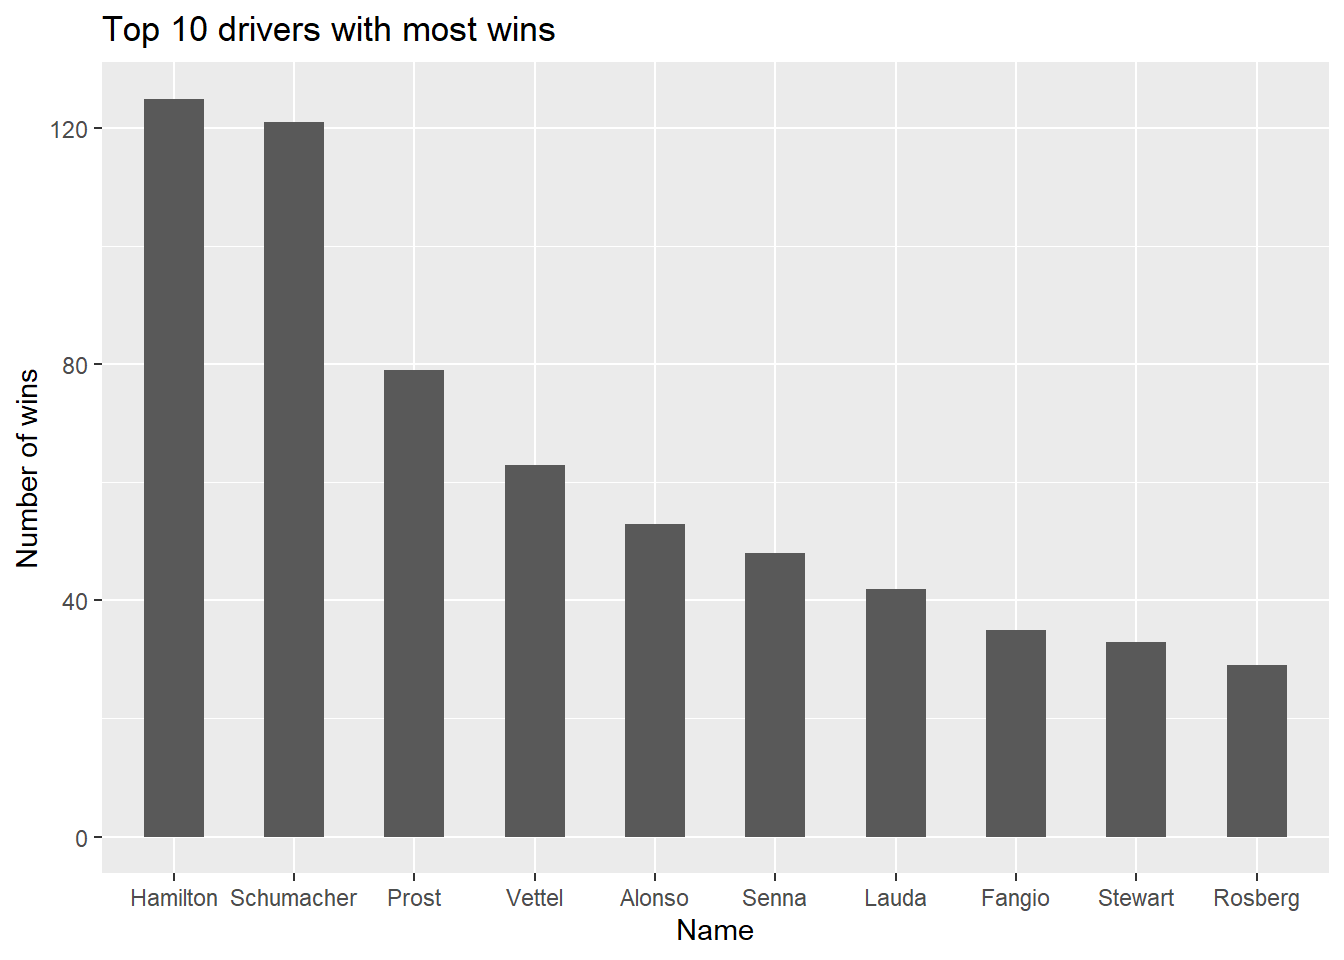 Top 10 drivers with most wins
Number of wins
120
80
40
0
Hamilton Schumacher Prost Vettel Alonso Senna Lauda Fangio Stewart Rosberg
Name